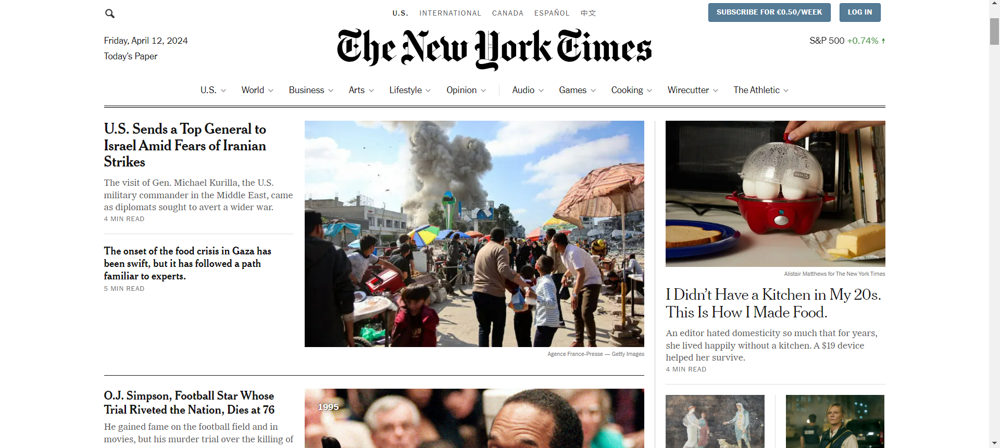 U.S. INTERNATIONAL CANADA ESPAÑOL 中文
SUBSCRIBE FOR €0.50/WEEK
LOG IN
Friday, April 12, 2024
Today's Paper
The New York Times
S&P 500 +0.74%
U.S. World Business Arts Lifestyle Opinion Audio Games Cooking Wirecutter The Athletic
U.S. Sends a Top General to
Israel Amid Fears of Iranian
Strikes
The visit of Gen. Michael Kurilla, the U.S.
military commander in the Middle East, came
as diplomats sought to avert a wider war.
4 MIN READ
The onset of the food crisis in Gaza has
been swift, but it has followed a path
familiar to experts.
5 MIN READ
Agence France-Presse — Getty Images
DASH
Alistair Matthews for The New York Times
I Didn't Have a Kitchen in My 20s.
This Is How I Made Food.
An editor hated domesticity so much that for years,
she lived happily without a kitchen. A $19 device
helped her survive.
4 MIN READ
O.J. Simpson, Football Star Whose
Trial Riveted the Nation, Dies at 76
He gained fame on the football field and in
movies, but his murder trial over the killing of
1995
PRESS